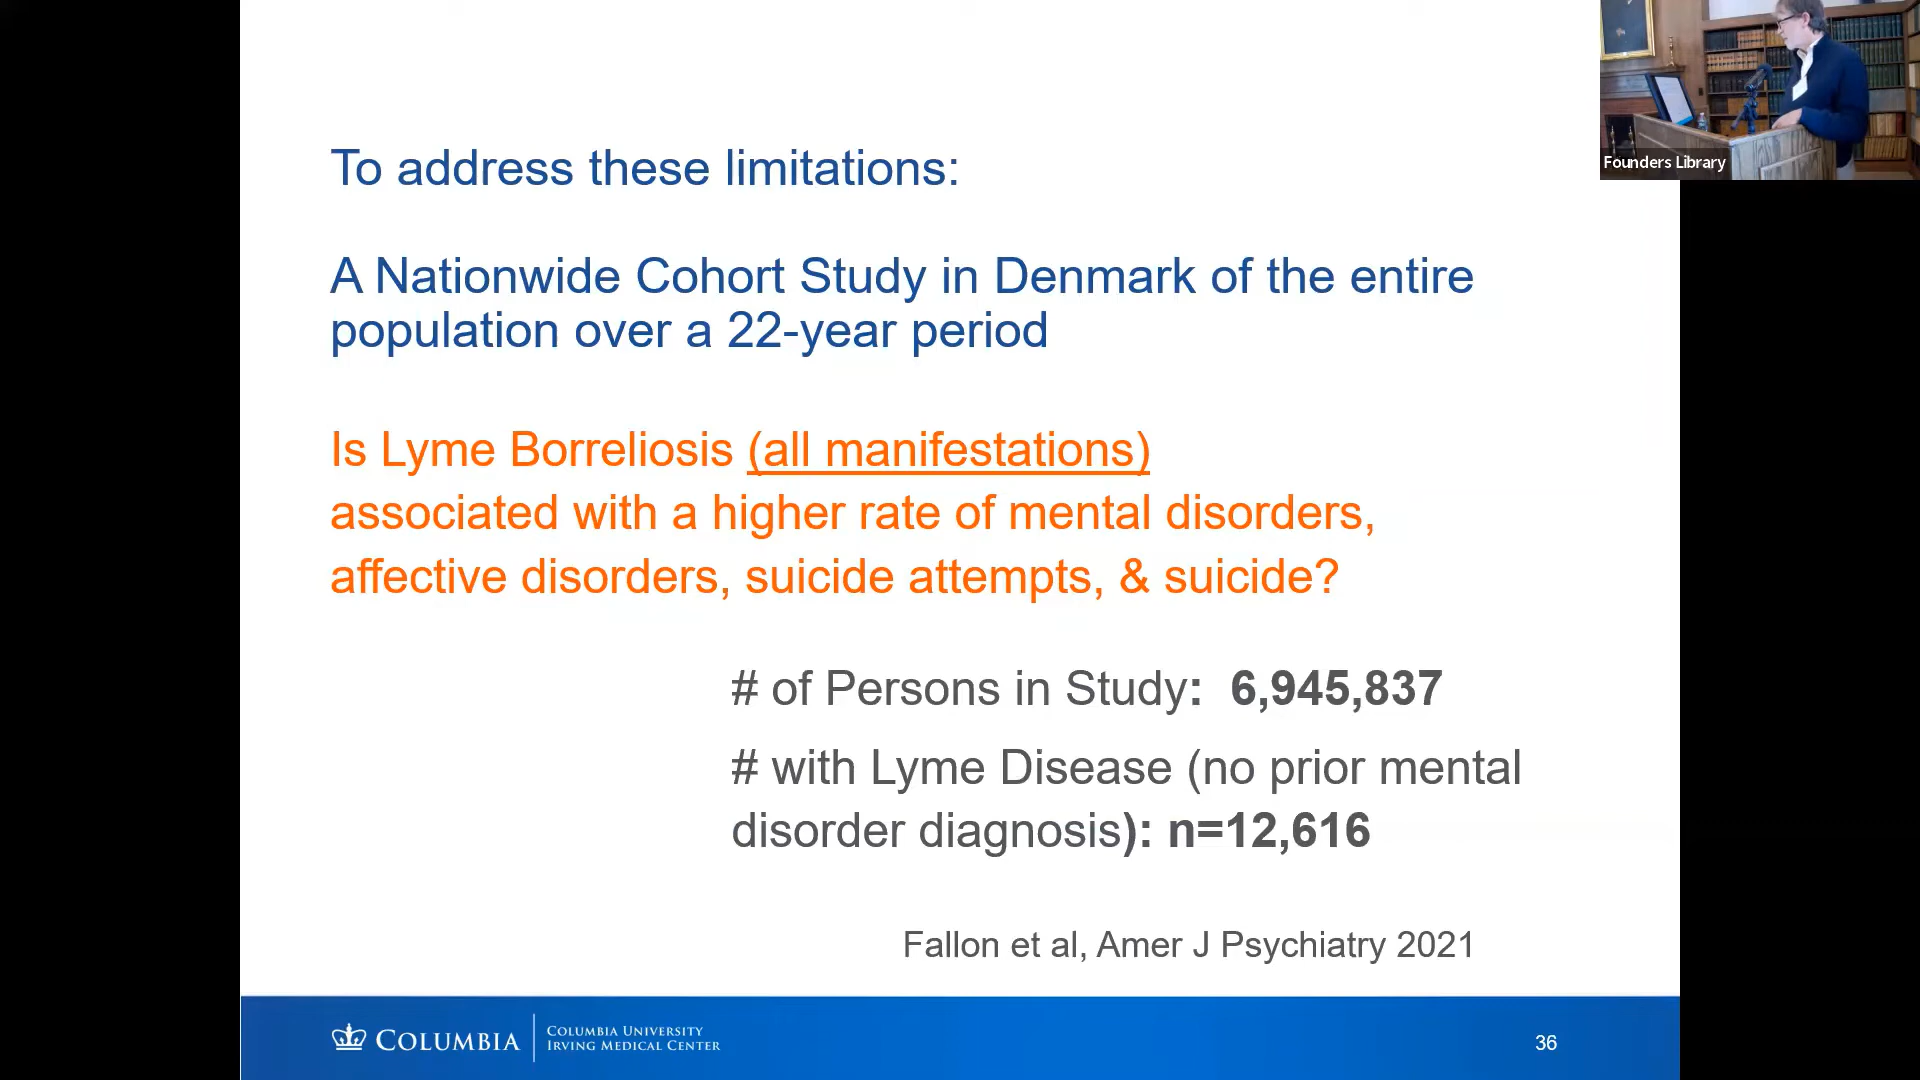 To address these limitations:
A Nationwide Cohort Study in Denmark of the entire
population over a 22-year period
Is Lyme Borreliosis (all manifestations)
associated with a higher rate of mental disorders,
affective disorders, suicide attempts, & suicide?
# of Persons in Study: 6,945,837
# with Lyme Disease (no prior mental
disorder diagnosis): n=12,616
Fallon et al, Amer J Psychiatry 2021
COLUMBIA
COLUMBIA UNIVERSITY
IRVING MEDICAL CENTER
36
Founders Library